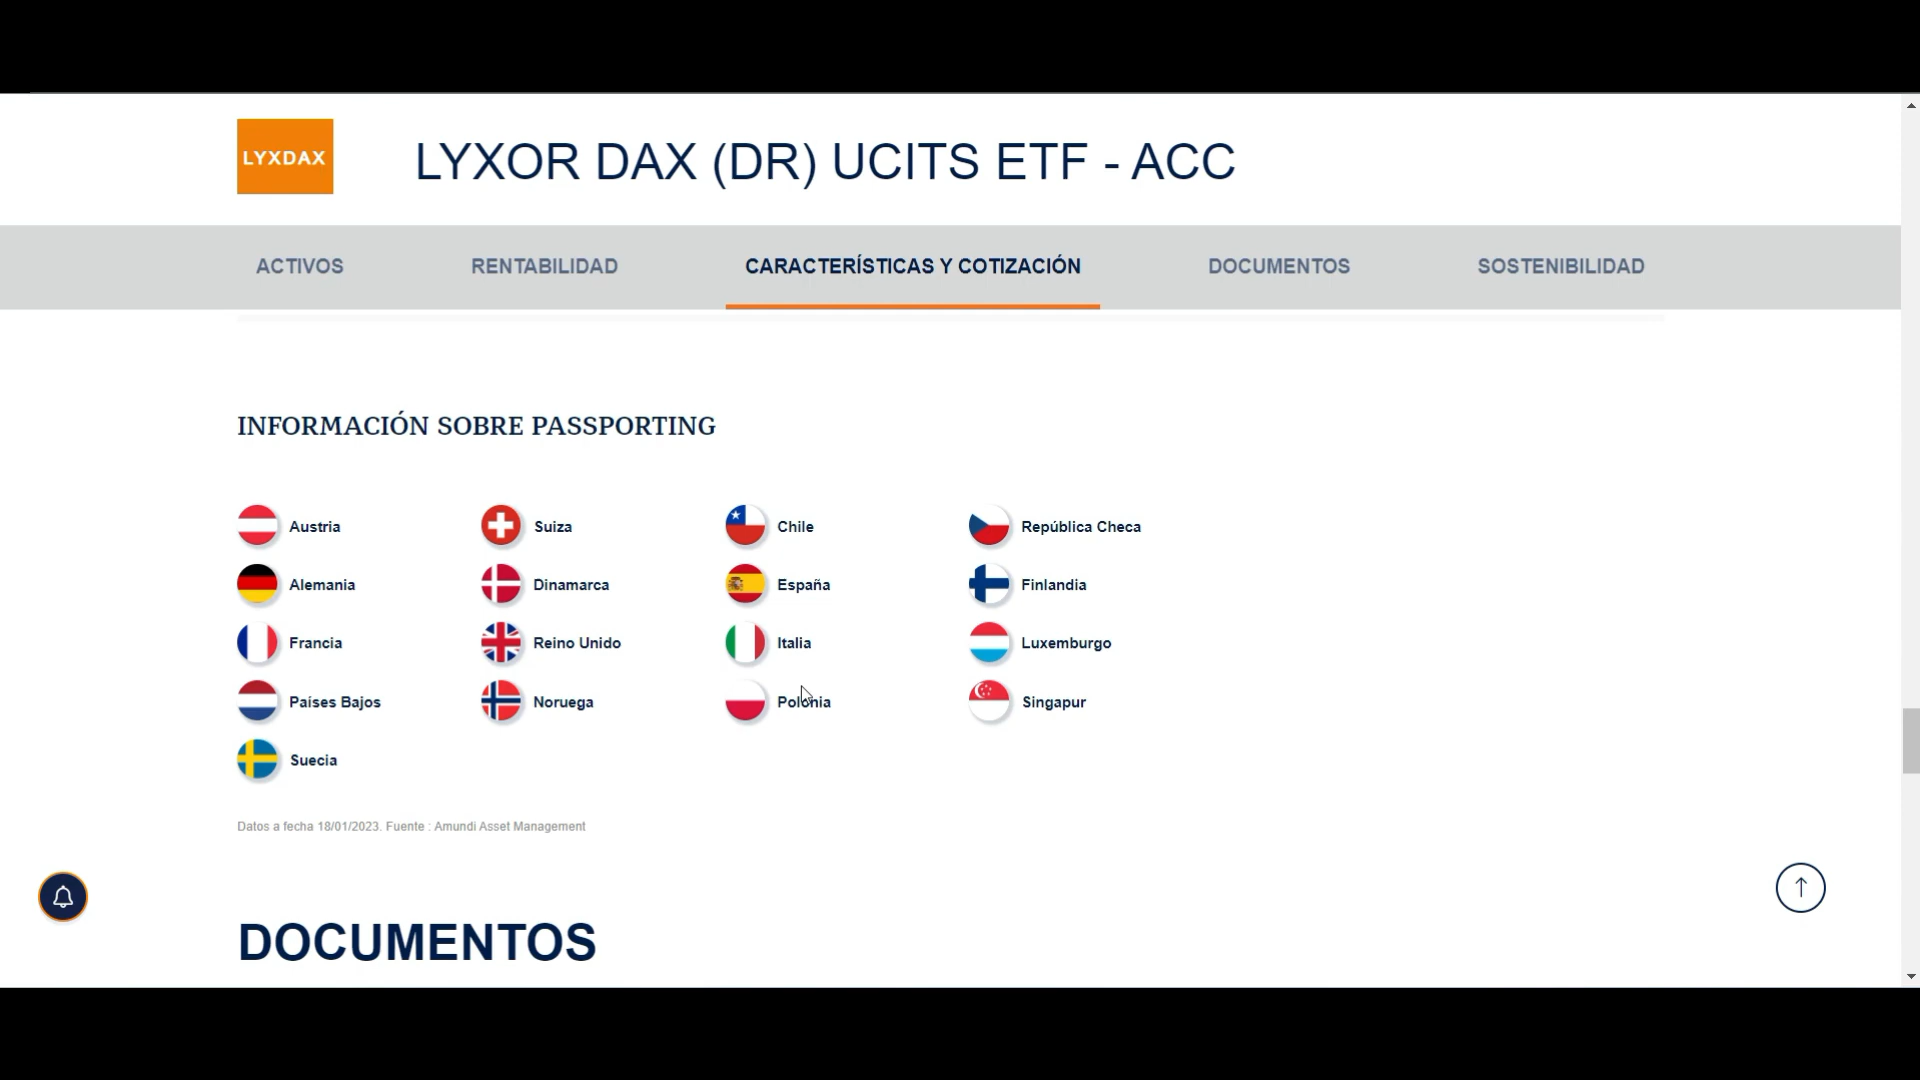 LYXDAX
LYXOR DAX (DR) UCITS ETF - ACC
ACTIVOS RENTABILIDAD CARACTERÍSTICAS Y COTIZACIÓN DOCUMENTOS SOSTENIBILIDAD
INFORMACIÓN SOBRE PASSPORTING
Austria Suiza Chile República Checa
Alemania Dinamarca España Finlandia
Francia Reino Unido Italia Luxemburgo
Países Bajos Noruega Polonia Singapur
Suecia
Datos a fecha 18/01/2023. Fuente : Amundi Asset Management
DOCUMENTOS